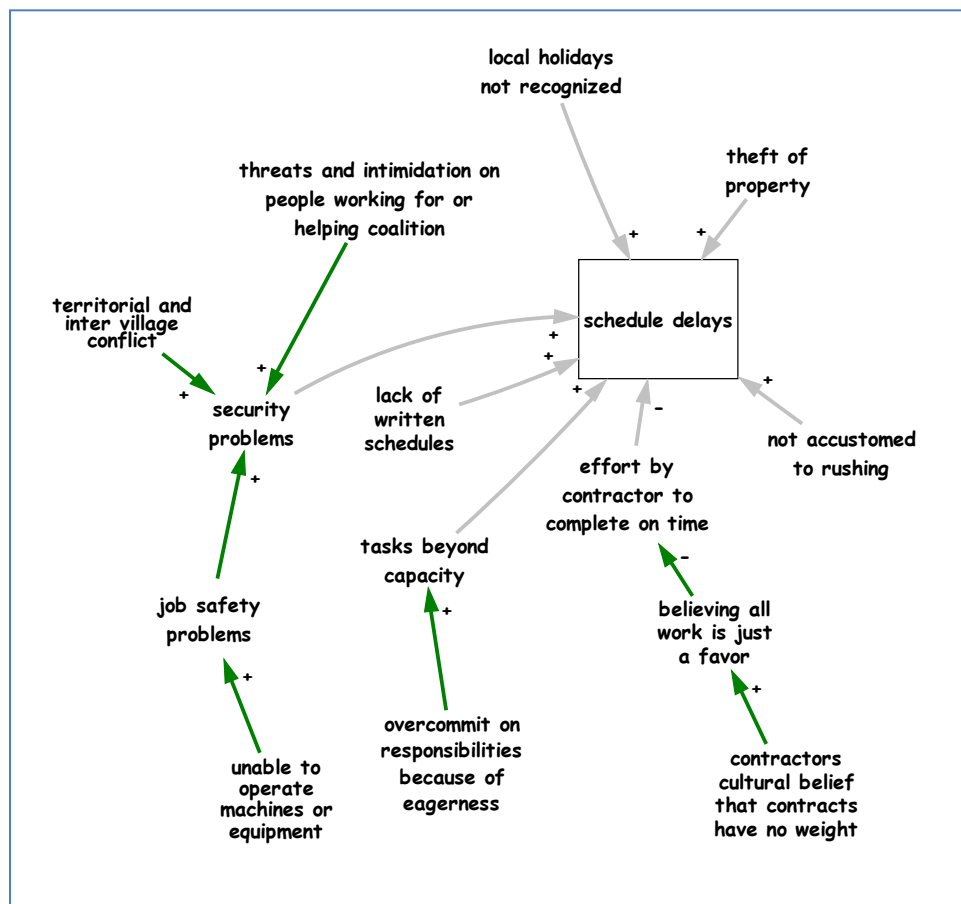 local holidays
not recognized
theft of
property
threats and intimidation on
people working for or
helping coalition
+
+
territorial and
inter village
conflict
schedule delays
+
+
+
+
+
+
-
lack of
written
schedules
security
problems
not accustomed
to rushing
effort by
contractor to
complete on time
+
tasks beyond
capacity
-
job safety
problems
+
believing all
work is just
a favor
+
+
overcommit on
responsibilities
because of
eagerness
unable to
operate
machines or
equipment
contractors
cultural belief
that contracts
have no weight